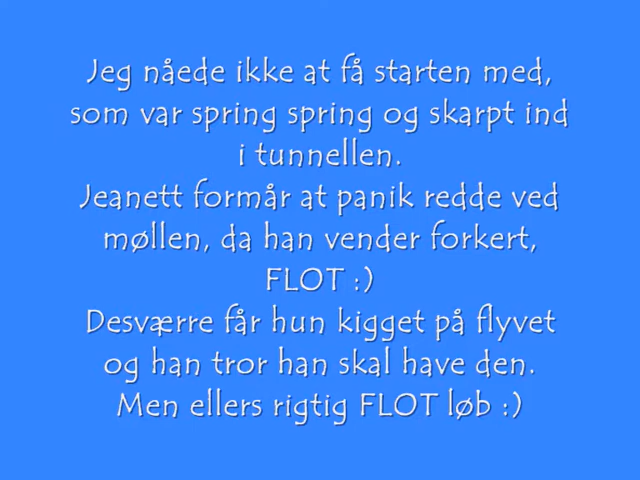 Jeg nåede ikke at få starten med,
som var spring spring og skarpt ind
i tunnellen.
Jeanett formår at panik redde ved
møllen, da han vender forkert,
FLOT :)
Desværre får hun kigget på flyvet
og han tror han skal have den.
Men ellers rigtig FLOT løb :)